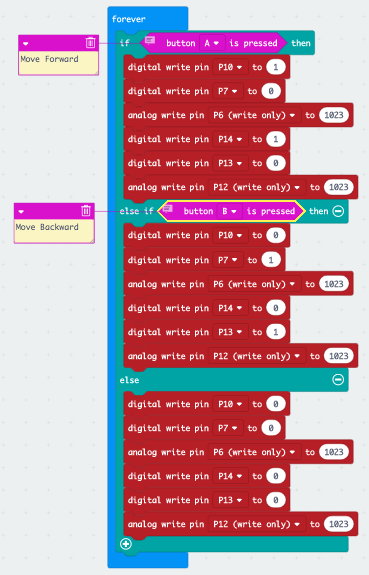 forever
if button A is pressed then
Move Forward
digital write pin P10 to 1
digital write pin P7 to 0
analog write pin P6 (write only) to 1023
digital write pin P14 to 1
digital write pin P13 to 0
analog write pin P12 (write only) to 1023
else if button B is pressed then
Move Backward
digital write pin P10 to 0
digital write pin P7 to 1
analog write pin P6 (write only) to 1023
digital write pin P14 to 0
digital write pin P13 to 1
analog write pin P12 (write only) to 1023
else
digital write pin P10 to 0
digital write pin P7 to 0
analog write pin P6 (write only) to 1023
digital write pin P14 to 0
digital write pin P13 to 0
analog write pin P12 (write only) to 1023